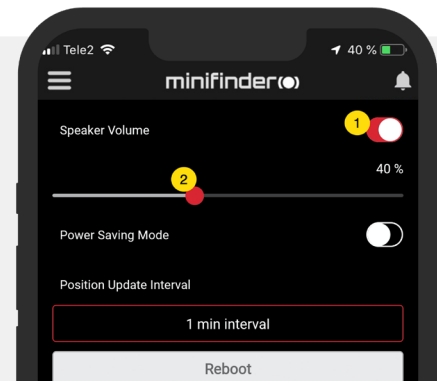 Tele2 40 %
minifinder
Speaker Volume 1
40 %
2
Power Saving Mode
Position Update Interval
1 min interval
Reboot